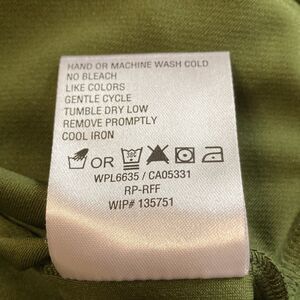 HAND OR MACHINE WASH COLD
NO BLEACH
LIKE COLORS
GENTLE CYCLE
TUMBLE DRY LOW
REMOVE PROMPTLY
COOL IRON
OR
WPL6635 / CA05331
RP-RFF
WIP# 135751